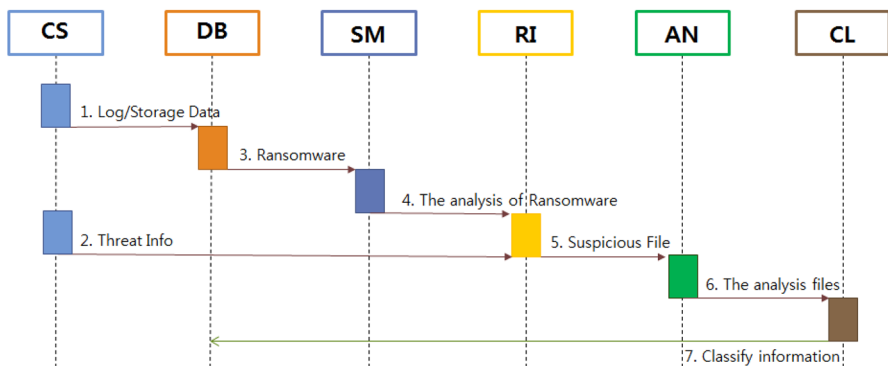 CS
DB
SM
RI
AN
CL
1. Log/Storage Data
3. Ransomware
4. The analysis of Ransomware
2. Threat Info
5. Suspicious File
6. The analysis files
7. Classify information